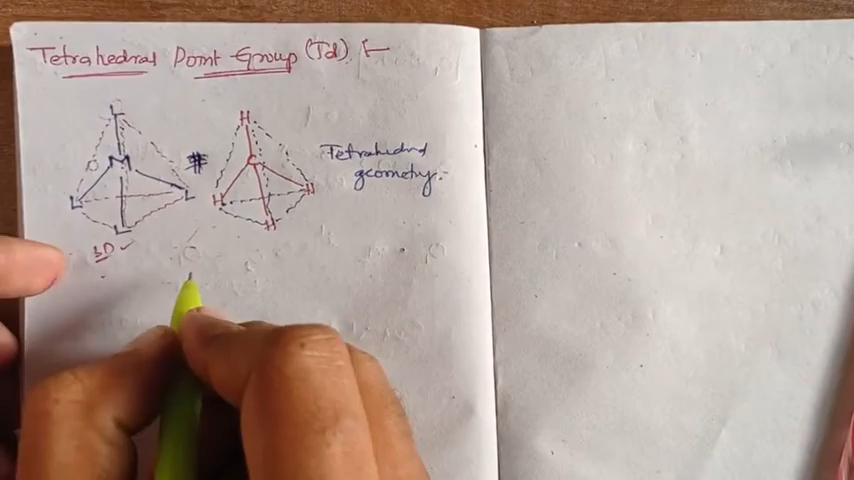 Tetrahedral Point Group (Td)
L
M
L
L
L
H
C
H
H
H
Tetrahedral
geometry:-
3D ✓